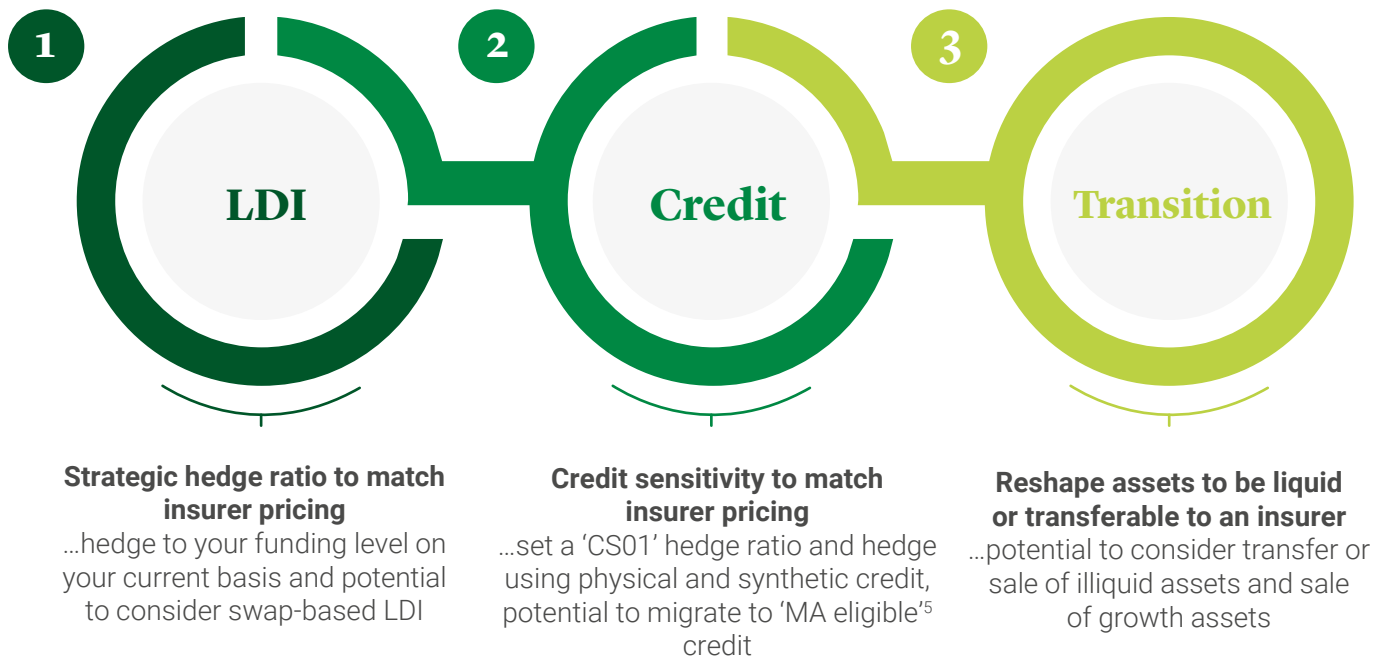 1
LDI
Strategic hedge ratio to match
insurer pricing
...hedge to your funding level on
your current basis and potential
to consider swap-based LDI
2
Credit
Credit sensitivity to match
insurer pricing
...set a ‘CS01’ hedge ratio and hedge
using physical and synthetic credit,
potential to migrate to ‘MA eligible’⁵
credit
3
Transition
Reshape assets to be liquid
or transferable to an insurer
...potential to consider transfer or
sale of illiquid assets and sale
of growth assets